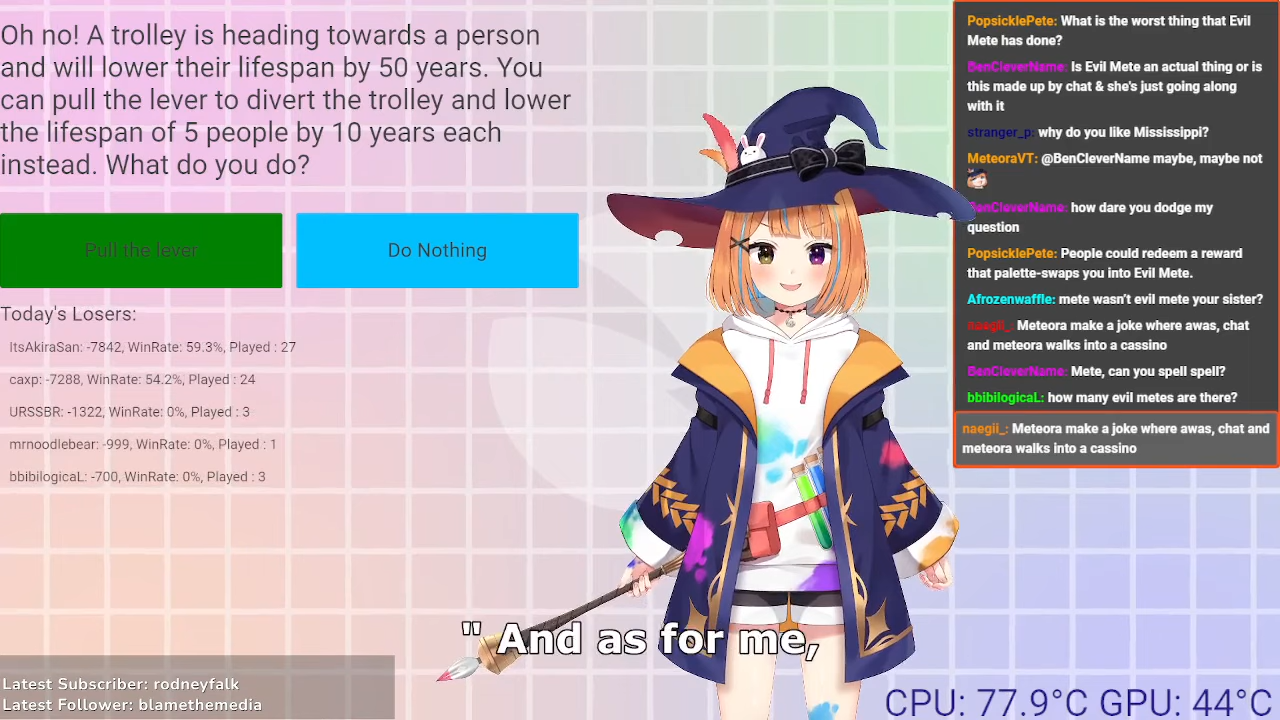 Oh no! A trolley is heading towards a person
and will lower their lifespan by 50 years. You
can pull the lever to divert the trolley and lower
the lifespan of 5 people by 10 years each
instead. What do you do?
Pull the lever
Do Nothing
Today's Losers:
ItsAkiraSan: -7842, WinRate: 59.3%, Played : 27
caxp: -7288, WinRate: 54.2%, Played : 24
URSSBR: -1322, WinRate: 0%, Played : 3
mrnoodlebear: -999, WinRate: 0%, Played : 1
bbibilogicaL: -700, WinRate: 0%, Played : 3
PopsicklePete: What is the worst thing that Evil
Mete has done?
BenCleverName: Is Evil Mete an actual thing or is
this made up by chat & she's just going along
with it
stranger_p: why do you like Mississippi?
MeteoraVT: @BenCleverName maybe, maybe not
BenCleverName: how dare you dodge my
question
PopsicklePete: People could redeem a reward
that palette-swaps you into Evil Mete.
Afrozenwaffle: mete wasn't evil mete your sister?
naegii_: Meteora make a joke where awas, chat
and meteora walks into a cassino
BenCleverName: Mete, can you spell spell?
bbibilogicaL: how many evil metes are there?
naegii_: Meteora make a joke where awas, chat and
meteora walks into a cassino
" And as for me,
Latest Subscriber: rodneyfalk
Latest Follower: blamethemedia
CPU: 77.9°C GPU: 44°C